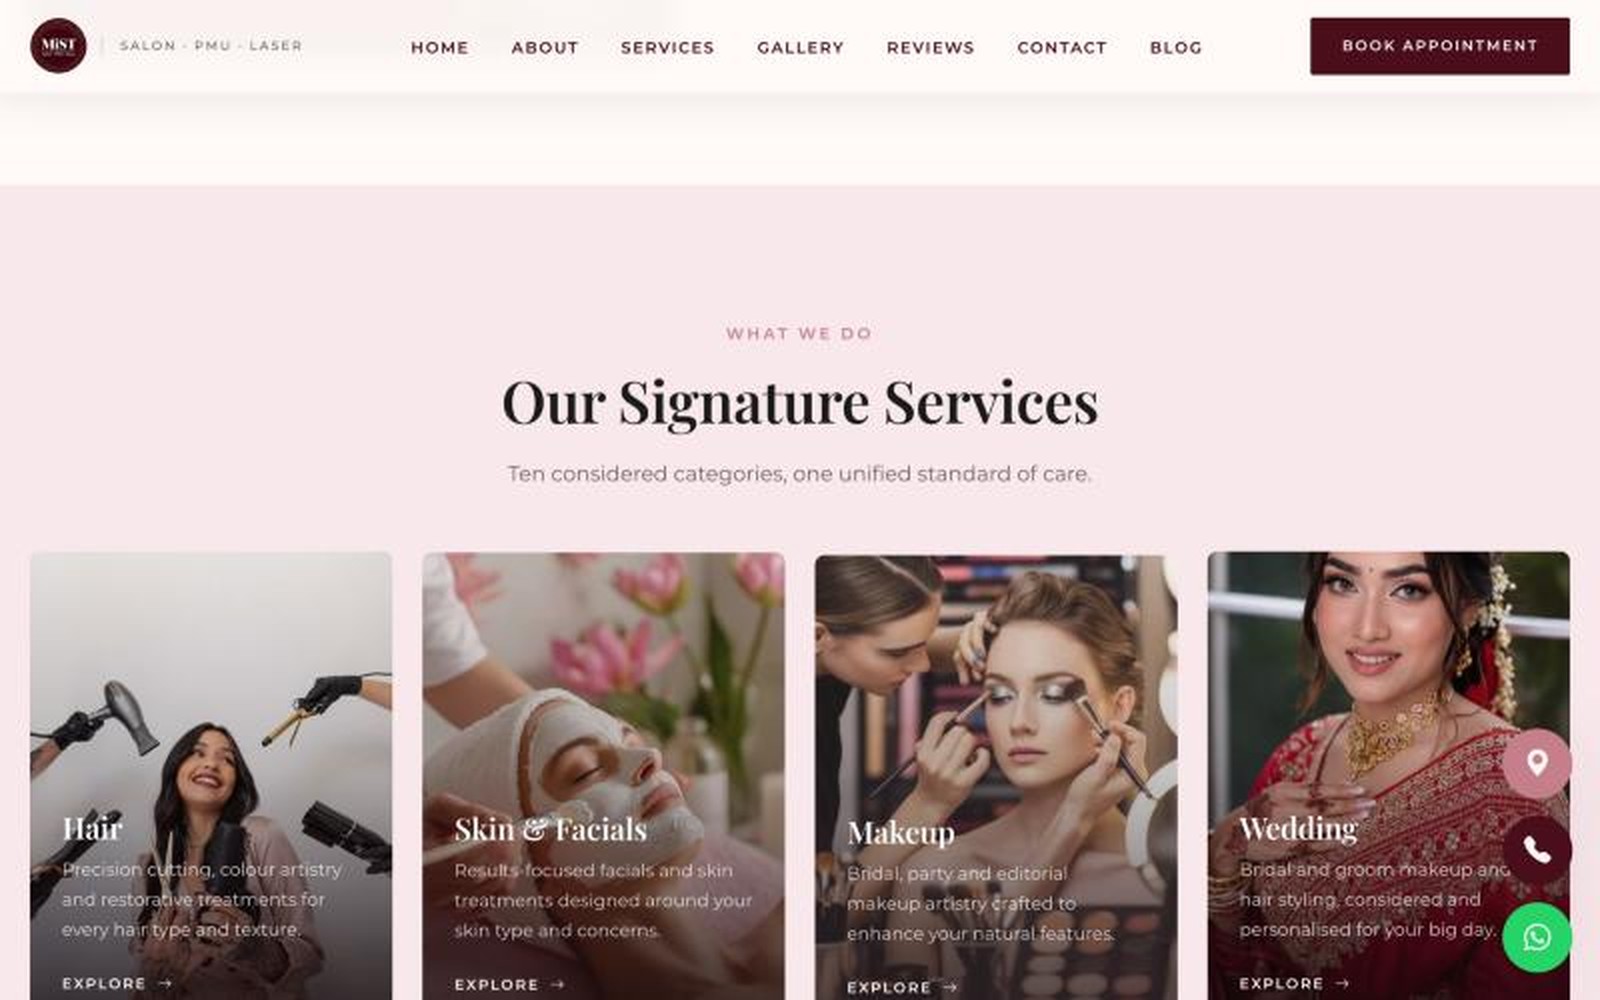 MiST
SALON · PMU · LASER
HOME
ABOUT
SERVICES
GALLERY
REVIEWS
CONTACT
BLOG
BOOK APPOINTMENT
WHAT WE DO
Our Signature Services
Ten considered categories, one unified standard of care.
Hair
Precision cutting, colour artistry
and restorative treatments for
every hair type and texture.
EXPLORE →
Skin & Facials
Results-focused facials and skin
treatments designed around your
skin type and concerns.
EXPLORE →
Makeup
Bridal, party and editorial
makeup artistry crafted to
enhance your natural features.
EXPLORE →
Wedding
Bridal and groom makeup and
hair styling, considered and
personalised for your big day.
EXPLORE →